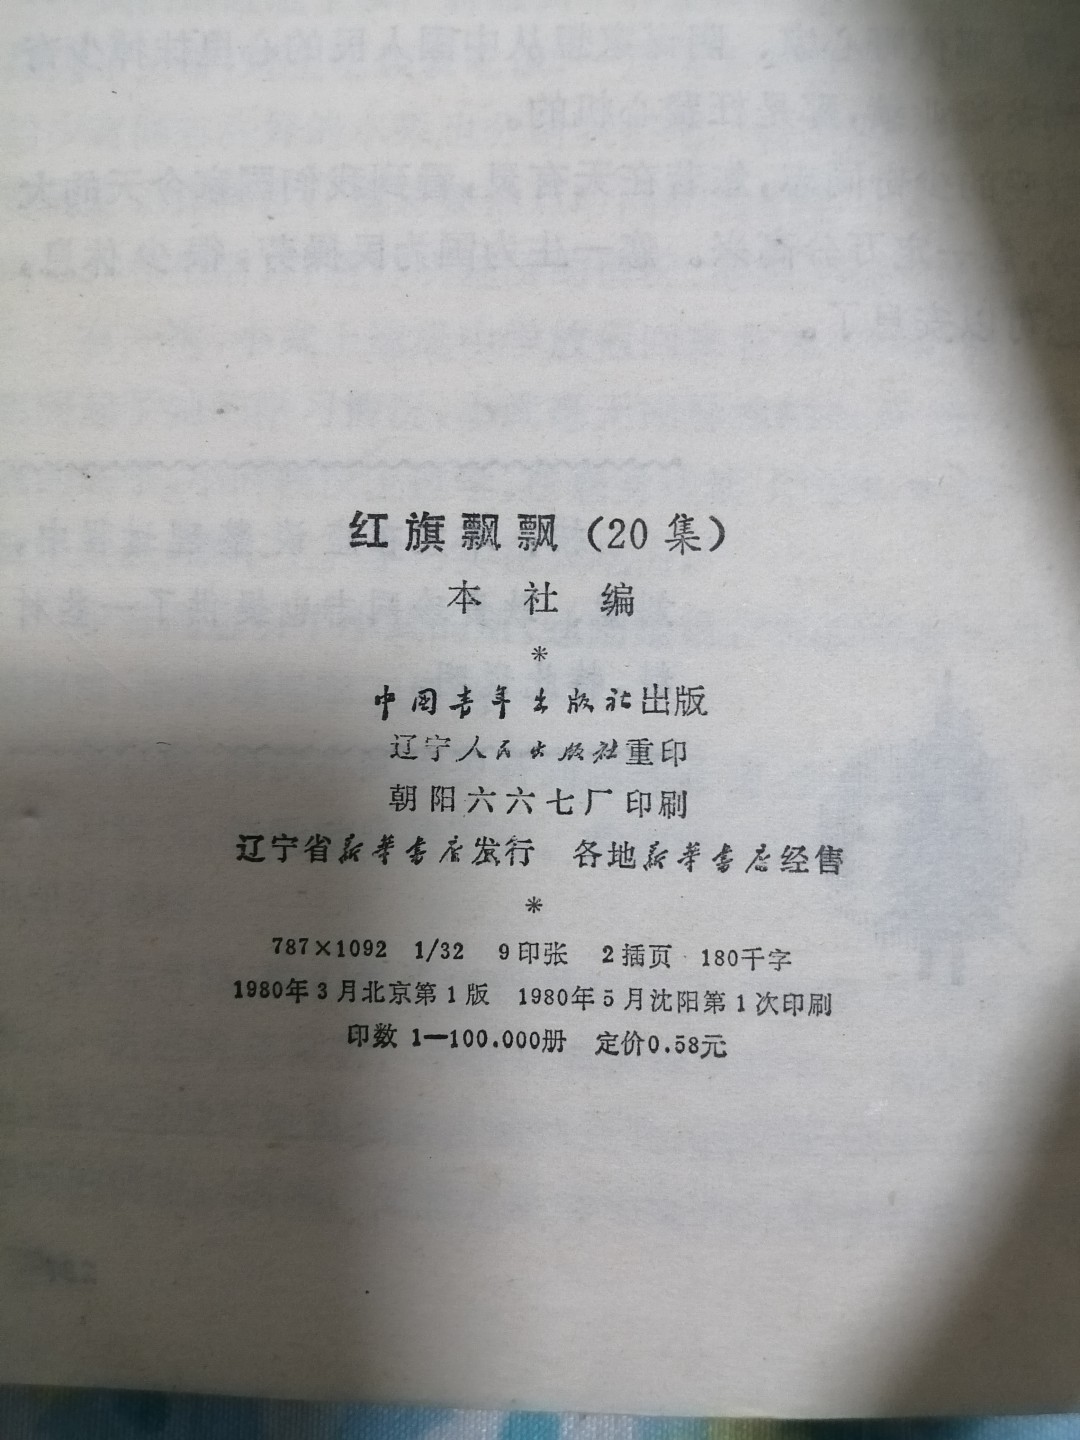 红旗飘飘（20集）
本社编
*
中国青年出版社出版
辽宁人民出版社重印
朝阳六六七厂印刷
辽宁省新华书店发行 各地新华书店经售
*
787×1092 1/32 9印张 2插页 180千字
1980年3月北京第1版 1980年5月沈阳第1次印刷
印数 1—100.000册 定价0.58元